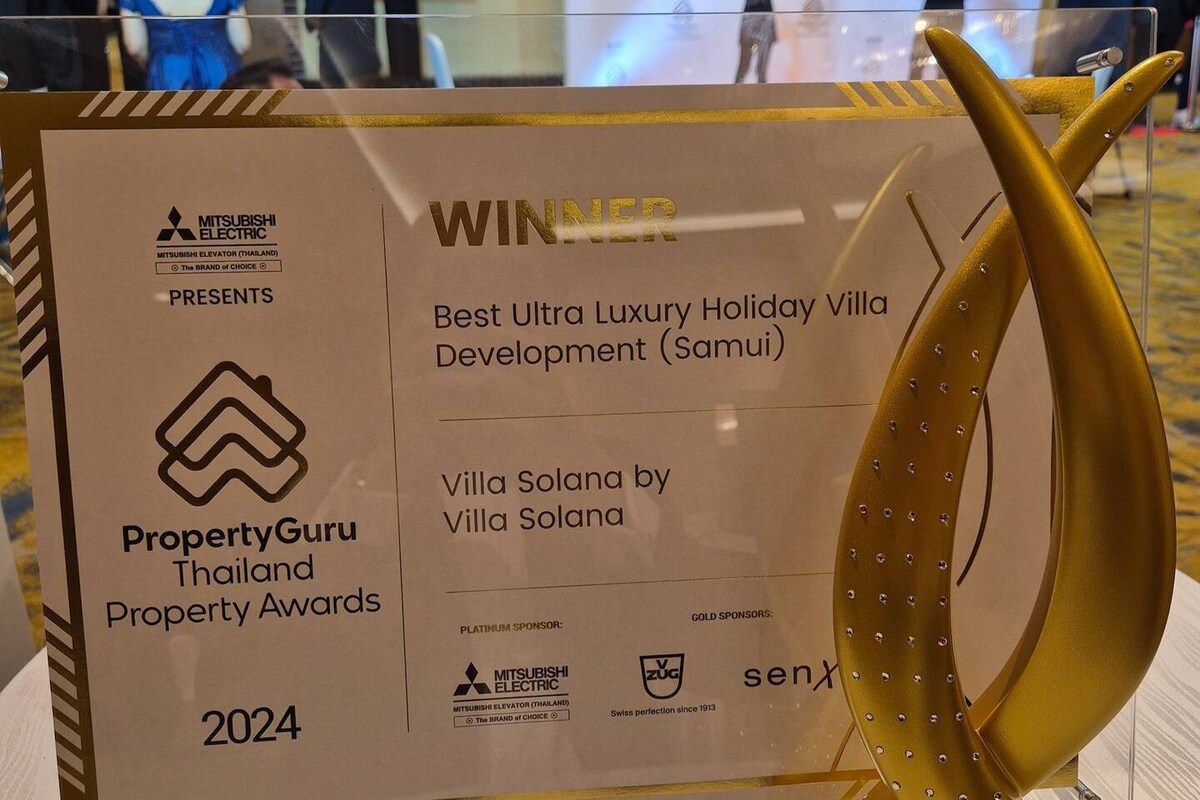 MITSUBISHI
ELECTRIC
MITSUBISHI ELEVATOR (THAILAND)
The BRAND of CHOICE
PRESENTS
PropertyGuru
Thailand
Property Awards
2024
WINNER
Best Ultra Luxury Holiday Villa
Development (Samui)
Villa Solana by
Villa Solana
PLATINUM SPONSOR:
MITSUBISHI
ELECTRIC
MITSUBISHI ELEVATOR (THAILAND)
The BRAND of CHOICE
GOLD SPONSORS:
V
ZUG
Swiss perfection since 1913
senX